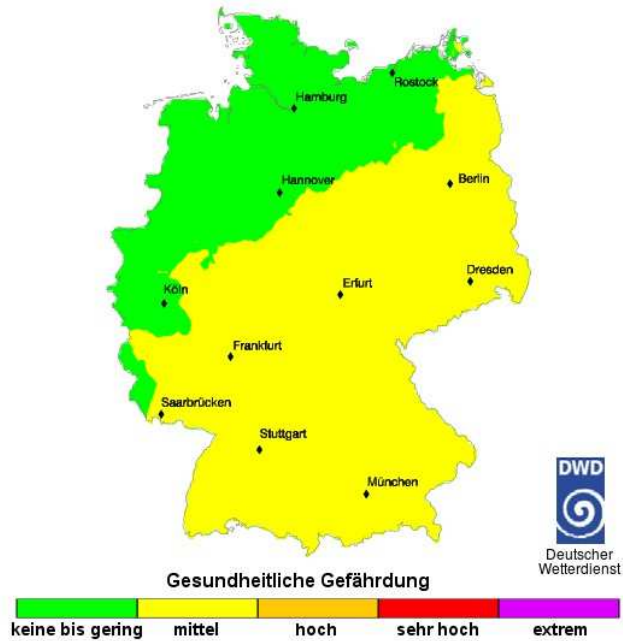 Rostock
Hamburg
Hannover
Berlin
Dresden
Erfurt
Köln
Frankfurt
Saarbrücken
Stuttgart
München
DWD
Deutscher
Wetterdienst
Gesundheitliche Gefährdung
keine bis gering mittel hoch sehr hoch extrem